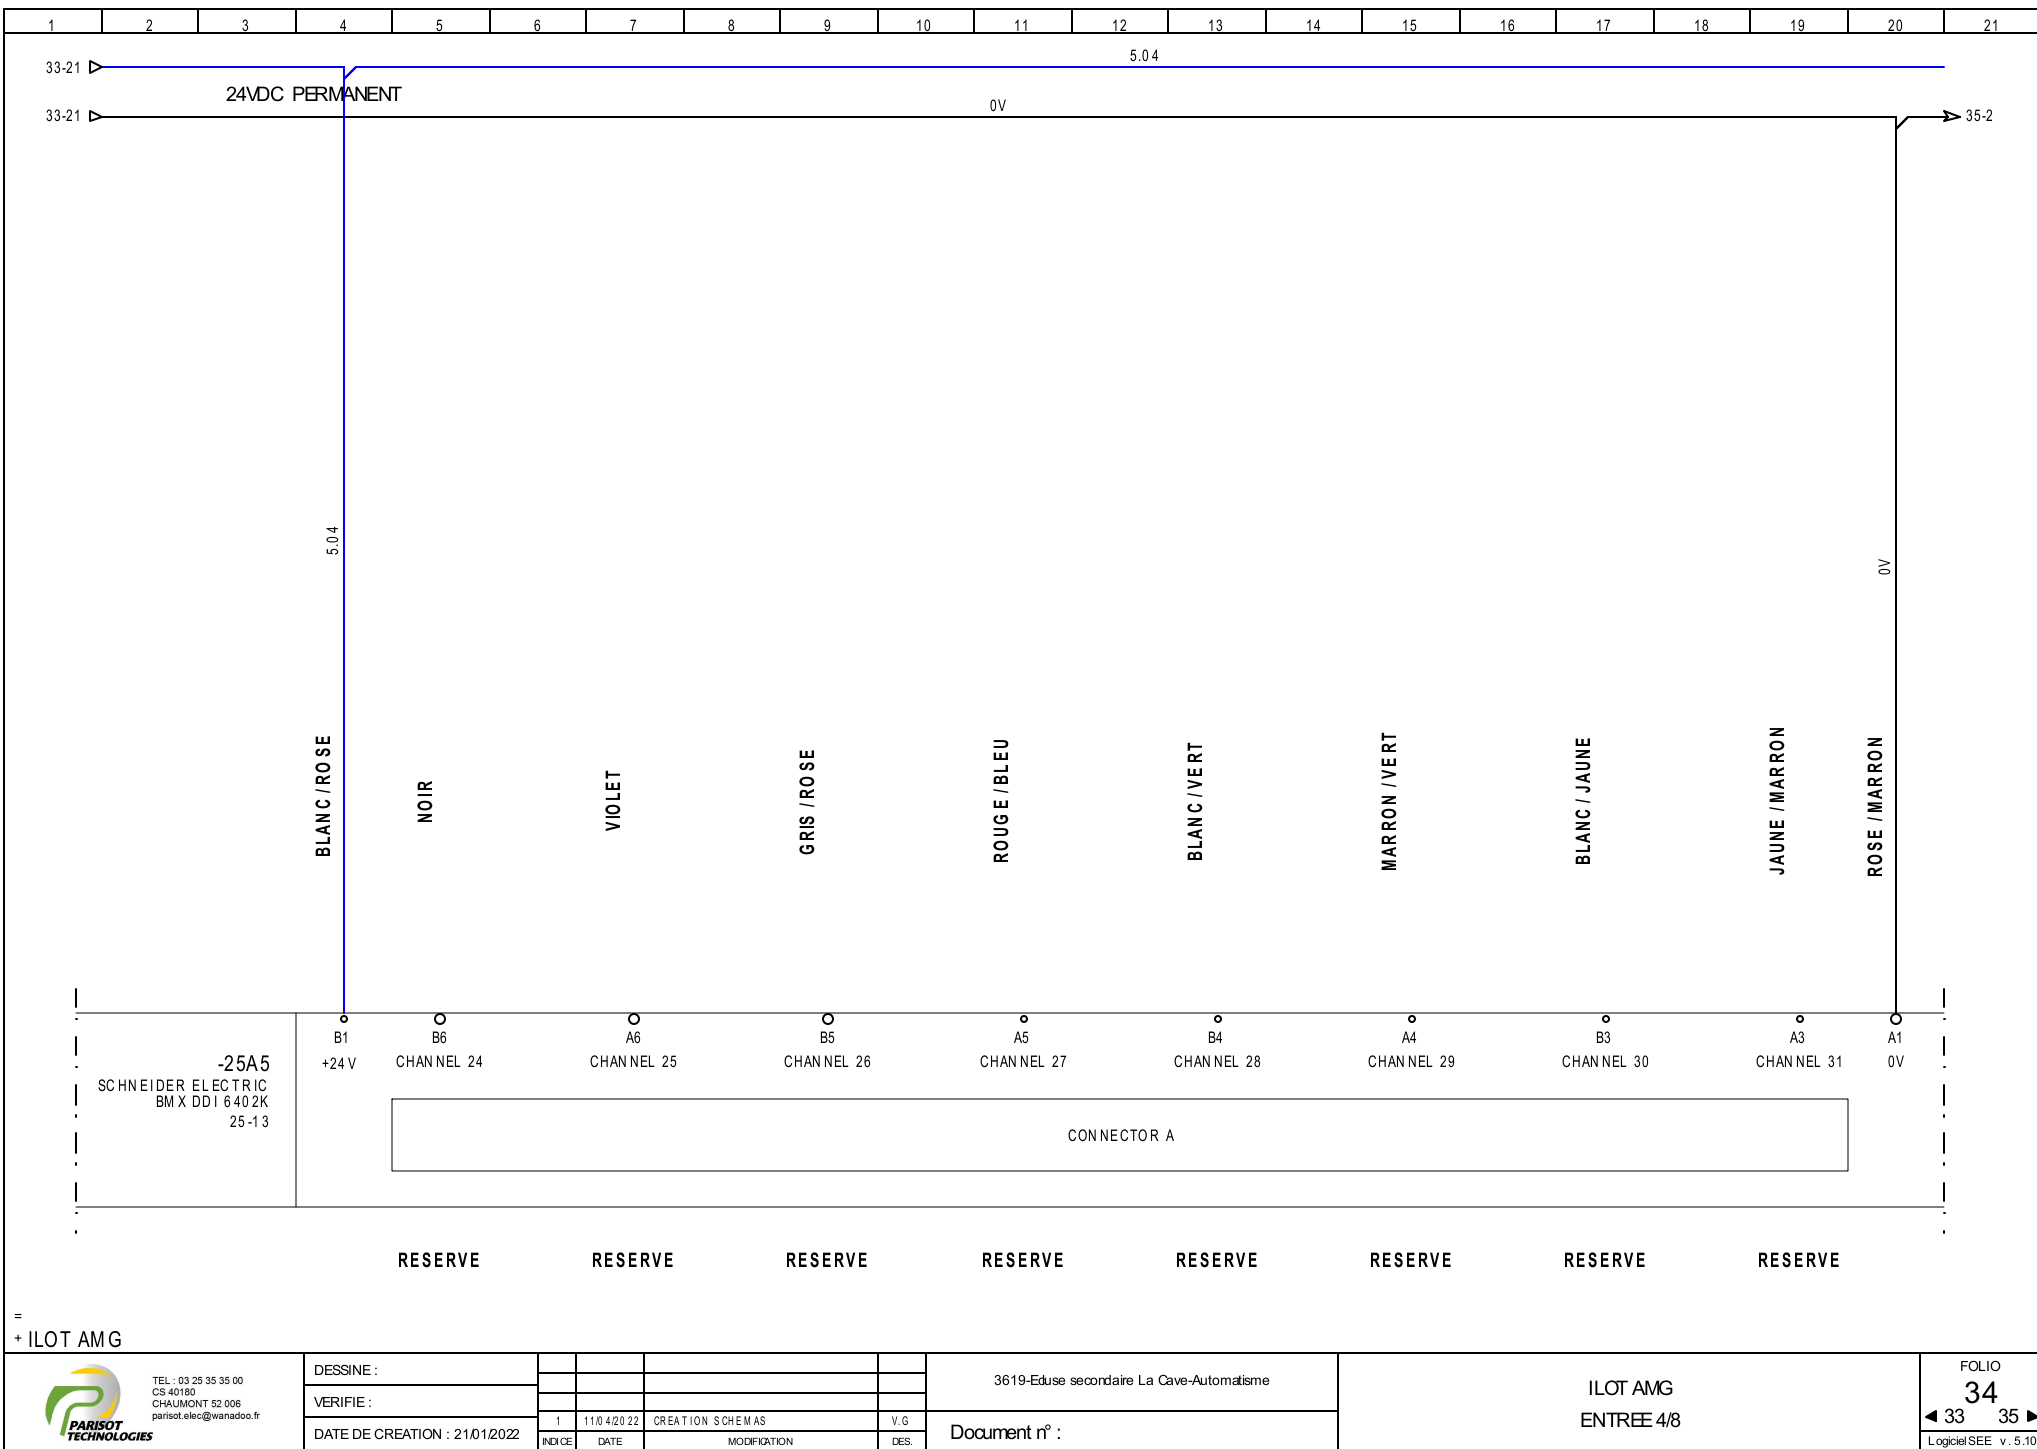 1 2 3 4 5 6 7 8 9 10 11 12 13 14 15 16 17 18 19 20 21
33-21 5.04
24VDC PERMANENT
33-21 0V 35-2
5.04
0V
BLANC/ROSE
NOIR
VIOLET
GRIS/ROSE
ROUGE/BLEU
BLANC/VERT
MARRON/VERT
BLANC/JAUNE
JAUNE/MARRON
ROSE/MARRON
B1 B6 A6 B5 A5 B4 A4 B3 A3 A1
+24V CHANNEL 24 CHANNEL 25 CHANNEL 26 CHANNEL 27 CHANNEL 28 CHANNEL 29 CHANNEL 30 CHANNEL 31 0V
-25A5
SCHNEIDER ELECTRIC
BMX DDI 6402K
25-13
CONNECTOR A
RESERVE RESERVE RESERVE RESERVE RESERVE RESERVE RESERVE RESERVE
=
+ ILOT AMG
PARISOT
TECHNOLOGIES
TEL : 03 25 35 35 00
CS 40180
CHAUMONT 52 006
parisot.elec@wanadoo.fr
DESSINE :
VERIFIE :
DATE DE CREATION : 21/01/2022
1 11/04/2022 CREATION SCHEMAS V.G
INDICE DATE MODIFICATION DES.
3619-Eduse secondaire La Cave-Automatisme
Document n° :
ILOT AMG
ENTREE 4/8
FOLIO
34
33 35
Logiciel SEE v.5.10